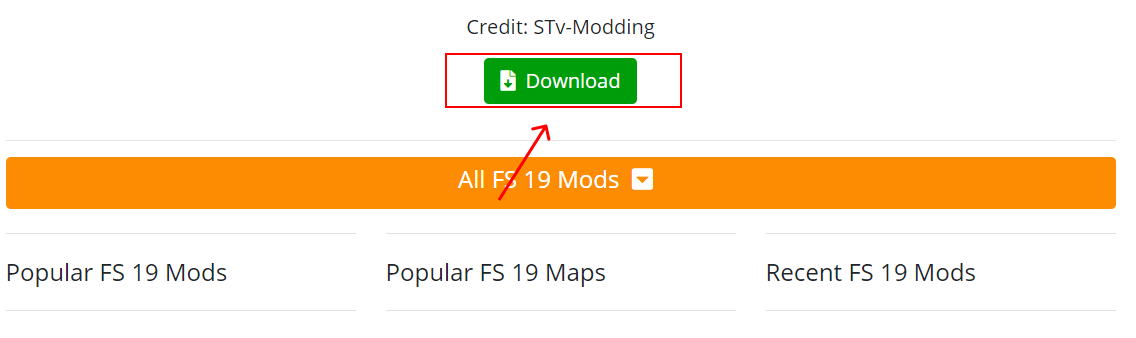 Credit: STv-Modding
Download
All FS 19 Mods
Popular FS 19 Mods
Popular FS 19 Maps
Recent FS 19 Mods